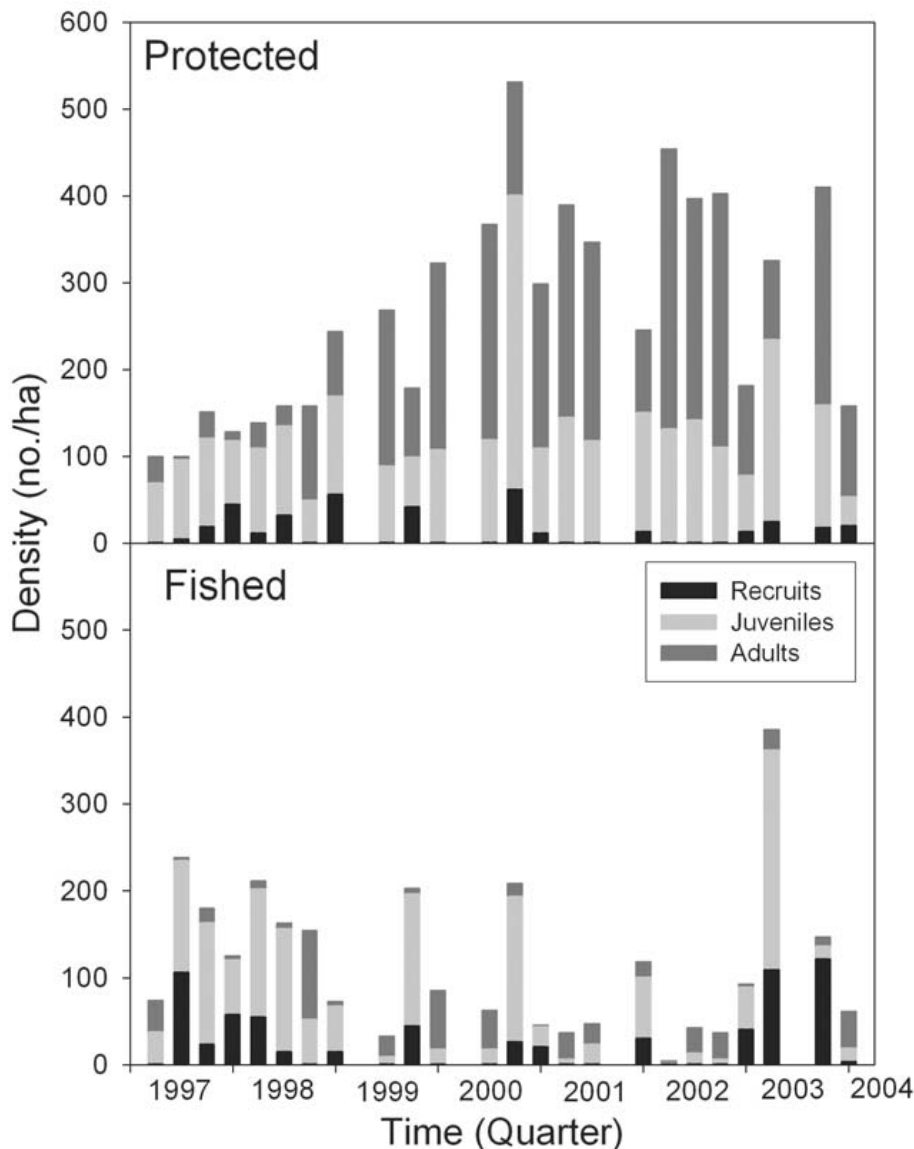 600
Protected
500
400
300
200
100
0
Density (no./ha)
Fished
Recruits
Juveniles
Adults
500
400
300
200
100
0
1997 1998 1999 2000 2001 2002 2003 2004
Time (Quarter)